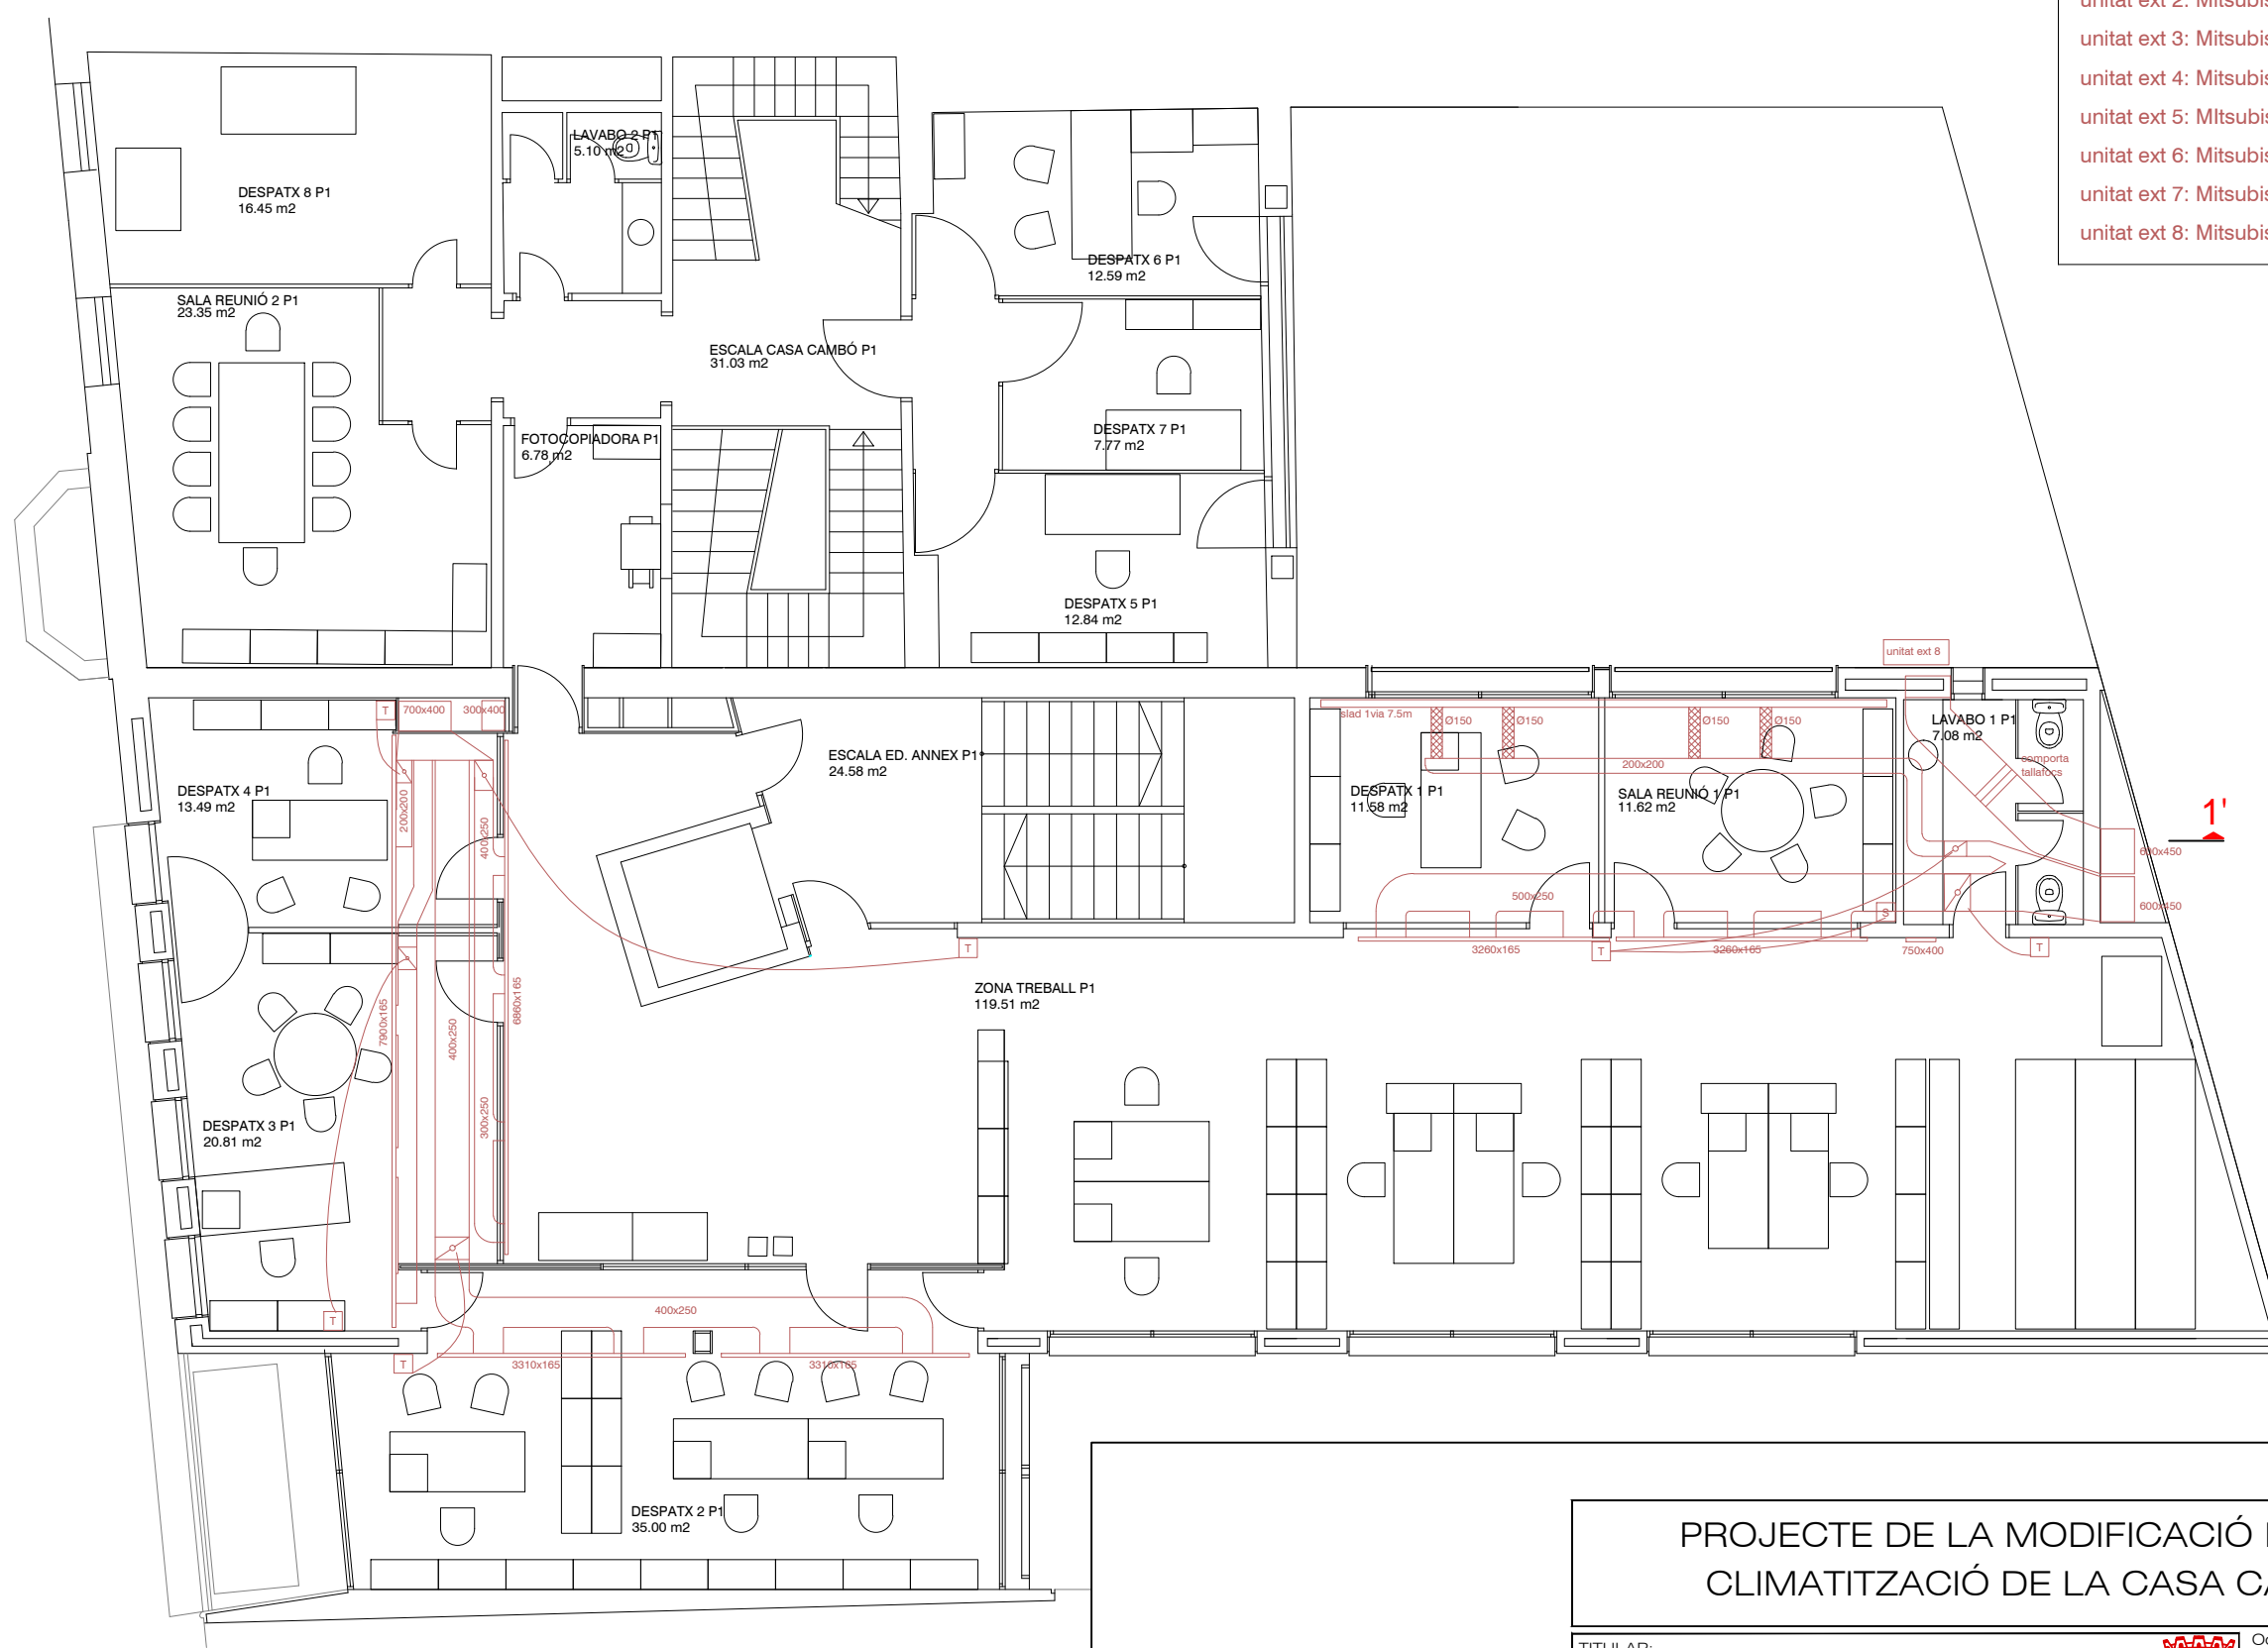 unitat ext 2: Mitsubis
unitat ext 3: Mitsubis
unitat ext 4: Mitsubis
unitat ext 5: MItsubis
unitat ext 6: Mitsubis
unitat ext 7: Mitsubis
unitat ext 8: Mitsubis
LAVABO 2 P1
5.10 m2
DESPATX 8 P1
16.45 m2
DESPATX 6 P1
12.59 m2
SALA REUNIÓ 2 P1
23.35 m2
ESCALA CASA CAMBÓ P1
31.03 m2
FOTOCOPIADORA P1
6.78 m2
DESPATX 7 P1
7.77 m2
DESPATX 5 P1
12.84 m2
unitat ext 8
T
700x400
300x400
slad 1via 7.5m
Ø150
Ø150
Ø150
Ø150
LAVABO 1 P1
7.08 m2
ESCALA ED. ANNEX P1
24.58 m2
200x200
comporta
tallafocs
DESPATX 4 P1
13.49 m2
200x200
400x250
DESPATX 1 P1
11.58 m2
SALA REUNIÓ 1 P1
11.62 m2
1'
600x450
500x250
S
600x450
T
3260x165
T
3260x165
750x400
T
ZONA TREBALL P1
119.51 m2
7900x165
400x250
6860x165
300x250
DESPATX 3 P1
20.81 m2
T
400x250
T
3310x165
3310x165
DESPATX 2 P1
35.00 m2
PROJECTE DE LA MODIFICACIÓ
CLIMATITZACIÓ DE LA CASA CA
TITULAR: